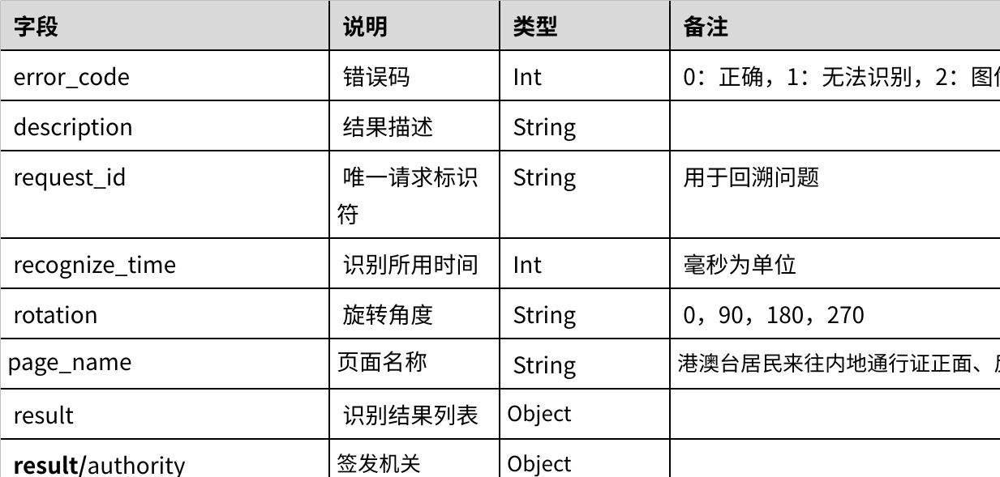 字段 说明 类型 备注
error_code 错误码 Int 0：正确，1：无法识别，2：图
description 结果描述 String
request_id 唯一请求标识 String 用于回溯问题
符
recognize_time 识别所用时间 Int 毫秒为单位
rotation 旋转角度 String 0，90，180，270
page_name 页面名称 String 港澳台居民来往内地通行证正面、
result 识别结果列表 Object
result/authority 签发机关 Object